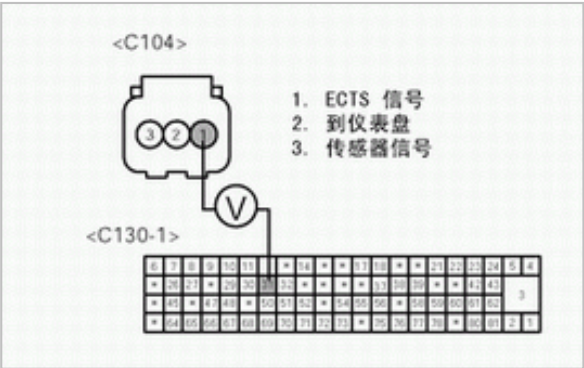 <C104>
1. ECTS 信号
2. 到仪表盘
3. 传感器信号
3 2 1
V
<C130-1>
6 7 8 9 10 11 * 14 * * 17 18 * * 21 22 23 24 5 4
* 26 27 * 29 30 32 * * * * 33 38 39 * * * 42 43 3
* 45 * 47 48 * 50 51 52 * 54 55 56 * 58 59 60 61 62
* 64 65 66 67 68 69 70 71 72 73 * 75 76 77 78 * 80 81 2 1